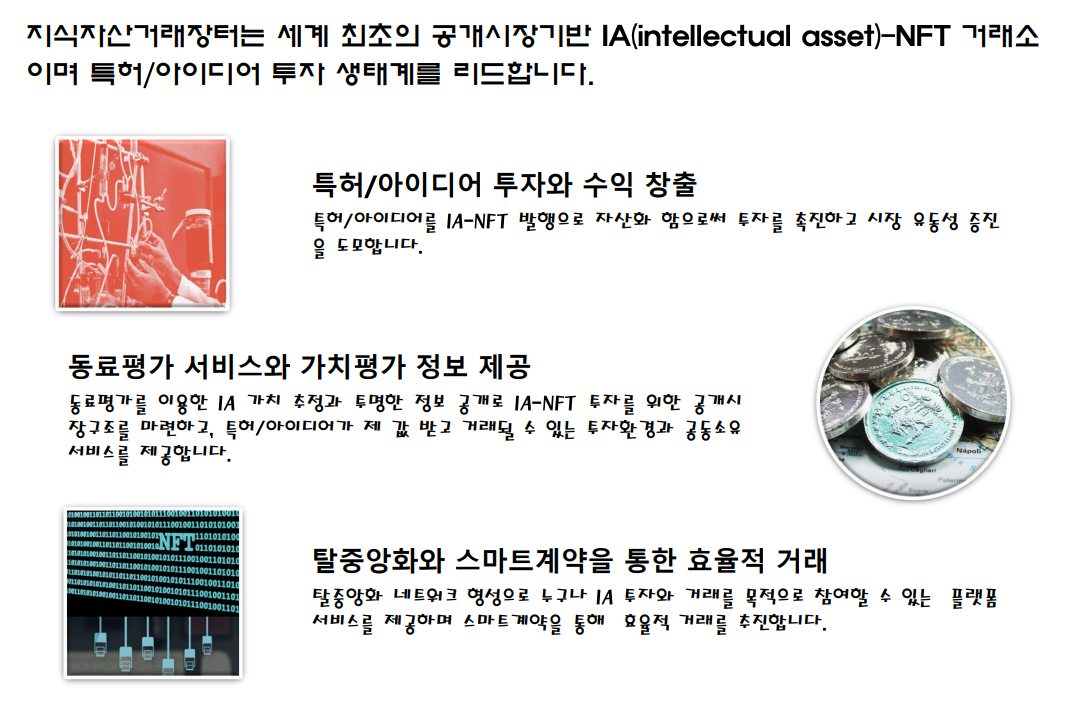 지식자산거래장터는 세계 최초의 공개시장기반 IA(intellectual asset)-NFT 거래소
이며 특허/아이디어 투자 생태계를 리드합니다.
특허/아이디어 투자와 수익 창출
특허/아이디어를 IA-NFT 발행으로 자산화 함으로써 투자를 촉진하고 시장 유동성 증진
을 도모합니다.
동료평가 서비스와 가치평가 정보 제공
동료평가를 이용한 IA 가치 추정과 투명한 정보 공개로 IA-NFT 투자를 위한 공개시
장구조를 마련하고, 특허/아이디어가 제 값 받고 거래될 수 있는 투자환경과 공동소유
서비스를 제공합니다.
Napoli
Cagliari
Palerm
NFT
탈중앙화와 스마트계약을 통한 효율적 거래
탈중앙화 네트워크 형성으로 누구나 IA 투자와 거래를 목적으로 참여할 수 있는 플랫폼
서비스를 제공하며 스마트계약을 통해 효율적 거래를 추진합니다.